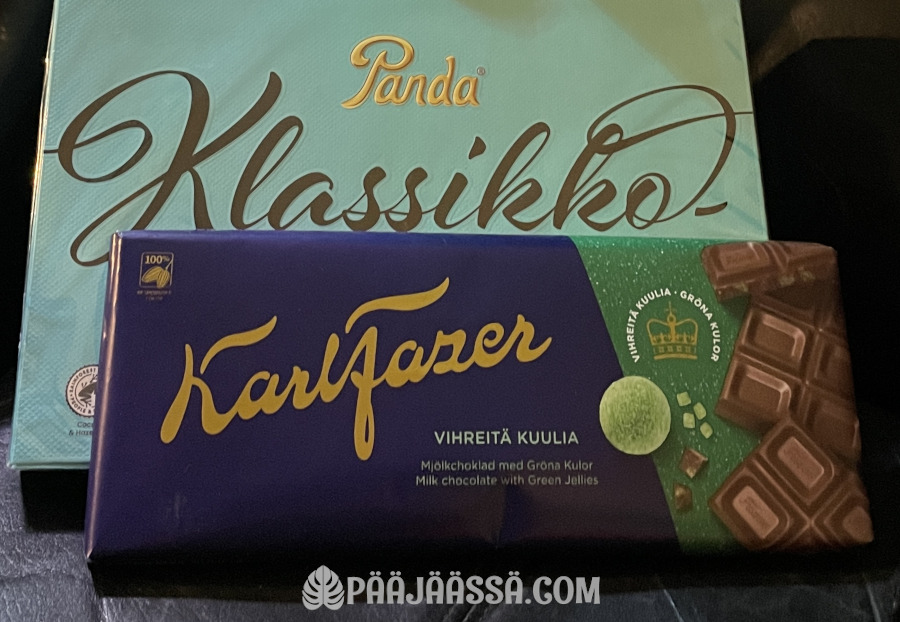 Panda®
Klassikko-
100%
Karl Fazer
VIHREITÄ KUULIA · GRÖNA KULOR
VIHREITÄ KUULIA
Mjölkchoklad med Gröna Kulor
Milk chocolate with Green Jellies
PÄÄJÄÄSSÄ.COM